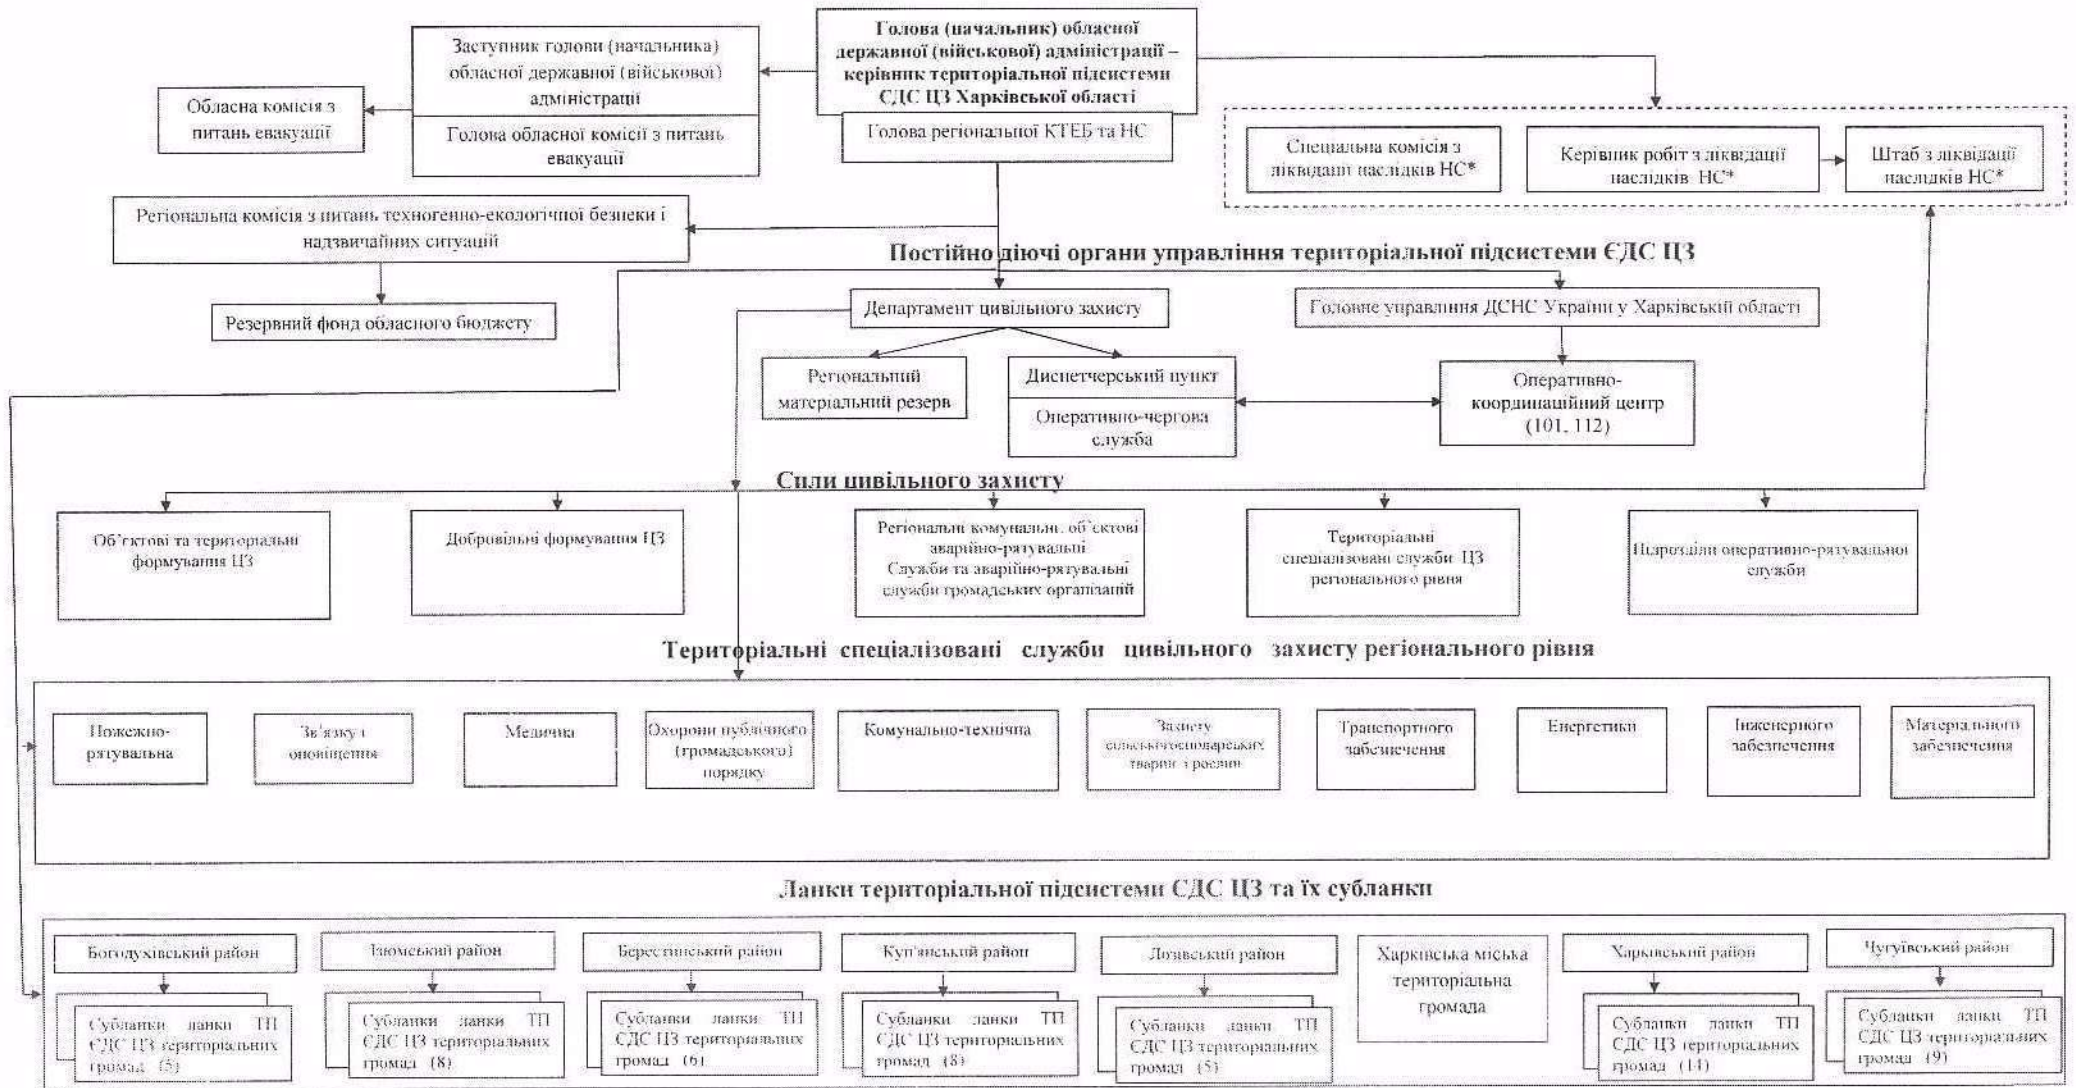 Голова (начальник) обласної
державної (військової) адміністрації –
керівник територіальної підсистеми
ЄДС ЦЗ Харківської області
Голова регіональної КТЕБ та НС
Заступник голови (начальника)
обласної державної (військової)
адміністрації
Голова обласної комісії з питань
евакуації
Обласна комісія з
питань евакуації
Спеціальна комісія з
ліквідації наслідків НС*
Керівник робіт з ліквідації
наслідків НС*
Штаб з ліквідації
наслідків НС*
Регіональна комісія з питань техногенно-екологічної безпеки і
надзвичайних ситуацій
Резервний фонд обласного бюджету
Постійно діючі органи управління територіальної підсистеми ЄДС ЦЗ
Департамент цивільного захисту
Головне управління ДСНС України у Харківській області
Регіональний
матеріальний резерв
Диспетчерський пункт
Оперативно-чергова
служба
Оперативно-
координаційний центр
(101, 112)
Сили цивільного захисту
Об'єктові та територіальні
формування ЦЗ
Добровільні формування ЦЗ
Регіональні комунальні, об`єктові
аварійно-рятувальні
Служби та аварійно-рятувальні
служби громадських організацій
Територіальні
спеціалізовані служби ЦЗ
регіонального рівня
Підрозділи оперативно-рятувальної
служби
Територіальні спеціалізовані служби цивільного захисту регіонального рівня
Пожежно-
рятувальна
Зв'язку і
оповіщення
Медична
Охорони публічного
(громадського)
порядку
Комунально-технічна
Захисту
сільськогосподарських
тварин і рослин
Транспортного
забезпечення
Енергетики
Інженерного
забезпечення
Матеріального
забезпечення
Ланки територіальної підсистеми ЄДС ЦЗ та їх субланки
Богодухівський район
Субланки ланки ТП
ЄДС ЦЗ територіальних
громад (5)
Ізюмський район
Субланки ланки ТП
ЄДС ЦЗ територіальних
громад (8)
Берестинський район
Субланки ланки ТП
ЄДС ЦЗ територіальних
громад (6)
Куп'янський район
Субланки ланки ТП
ЄДС ЦЗ територіальних
громад (8)
Лозівський район
Субланки ланки ТП
ЄДС ЦЗ територіальних
громад (5)
Харківська міська
територіальна
громада
Харківський район
Субланки ланки ТП
ЄДС ЦЗ територіальних
громад (14)
Чугуївський район
Субланки ланки ТП
ЄДС ЦЗ територіальних
громад (9)